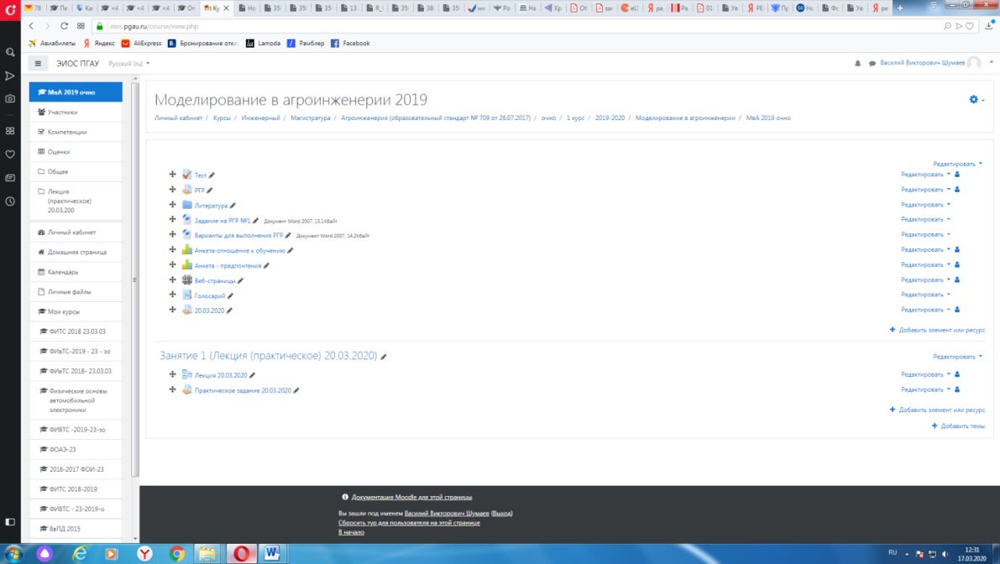 eios.pgau.ru/course/view.php
Авиабилеты Яндекс AliExpress Бронирование отел Lamoda Рамблер Facebook
ЭИОС ПГАУ Русский (ru) Василий Викторович Шумаев
МвА 2019 очно
Участники
Компетенции
Оценки
Общее
Лекция
(практическое)
20.03.200
Личный кабинет
Домашняя страница
Календарь
Личные файлы
Мои курсы
ФИТС 2018 23.03.03
ФИвТС-2019 - 23 - зо
ФИвТС 2018- 23.03.03
Физические основы
автомобильной
электроники
ФИВТС -2019-23-зо
ФОАЭ-23
2016-2017 ФОИ-23
ФИТС 2018-2019
ФИВТС - 23-2019-о
ВвПД 2015
Моделирование в агроинженерии 2019
Личный кабинет / Курсы / Инженерный / Магистратура / Агроинженерия (образовательный стандарт № 709 от 26.07.2017) / очно / 1 курс / 2019-2020 / Моделирование в агроинженерии / МвА 2019 очно
Редактировать
Тест Редактировать
РГР Редактировать
Литература Редактировать
Задание на РГР №1 Документ Word 2007, 15.1Кбайт Редактировать
Варианты для выполнения РГР Документ Word 2007, 14.2Кбайт Редактировать
Анкета-отношение к обучению Редактировать
Анкета - предпочтения Редактировать
Веб-страницы Редактировать
Голосарий Редактировать
20.03.2020 Редактировать
Добавить элемент или ресурс
Занятие 1 (Лекция (практическое) 20.03.2020) Редактировать
Лекция 20.03.2020 Редактировать
Практическое задание 20.03.2020 Редактировать
Добавить элемент или ресурс
Добавить темы
Документация Moodle для этой страницы
Вы зашли под именем Василий Викторович Шумаев (Выход)
Сбросить тур для пользователя на этой странице
В начало
RU 12:31
17.03.2020